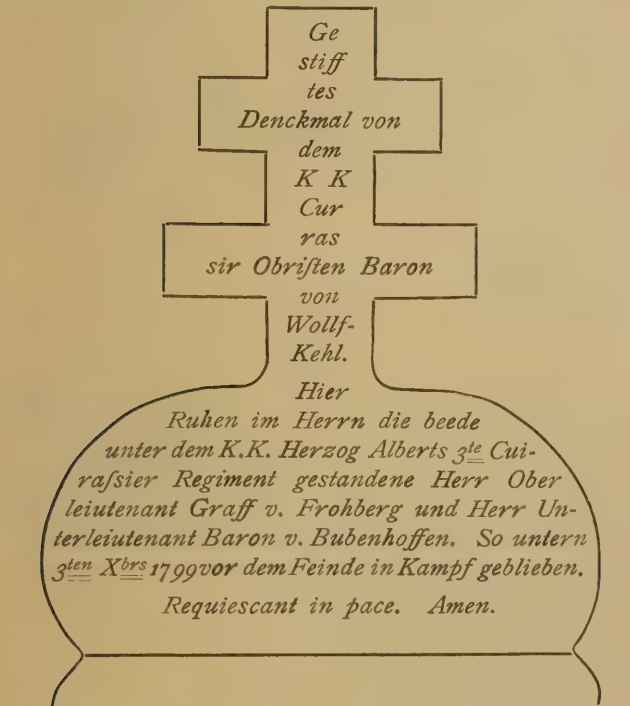 Ge
stiff
tes
Denckmal von
dem
K K
Cur
ras
sir Obriſten Baron
von
Wollf-
Kehl.
Hier
Ruhen im Herrn die beede
unter dem K.K. Herzog Alberts 3te Cui-
raſsier Regiment gestandene Herr Ober
leiutenant Graff v. Frohberg und Herr Un-
terleiutenant Baron v. Bubenhoffen. So untern
3ten Xbrs 1799 vor dem Feinde in Kampf geblieben.
Requiescant in pace. Amen.